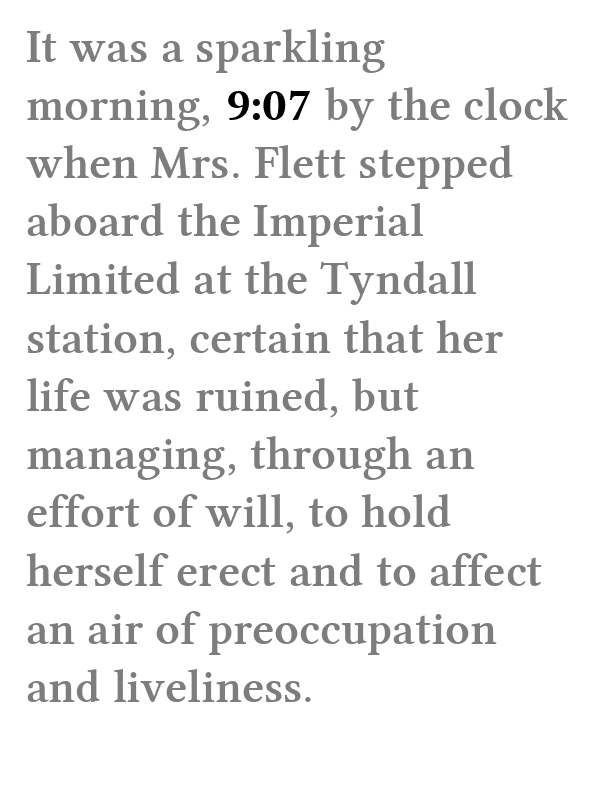 It was a sparkling
morning, 9:07 by the clock
when Mrs. Flett stepped
aboard the Imperial
Limited at the Tyndall
station, certain that her
life was ruined, but
managing, through an
effort of will, to hold
herself erect and to affect
an air of preoccupation
and liveliness.